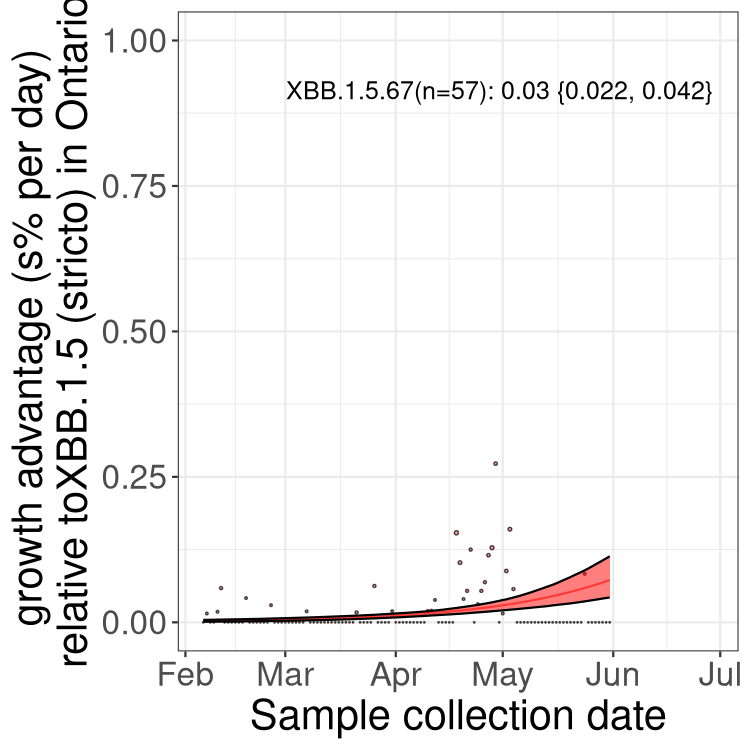 growth advantage (s% per day)
relative toXBB.1.5 (stricto) in Ontario
1.00
0.75
0.50
0.25
0.00
XBB.1.5.67(n=57): 0.03 {0.022, 0.042}
Feb Mar Apr May Jun Jul
Sample collection date